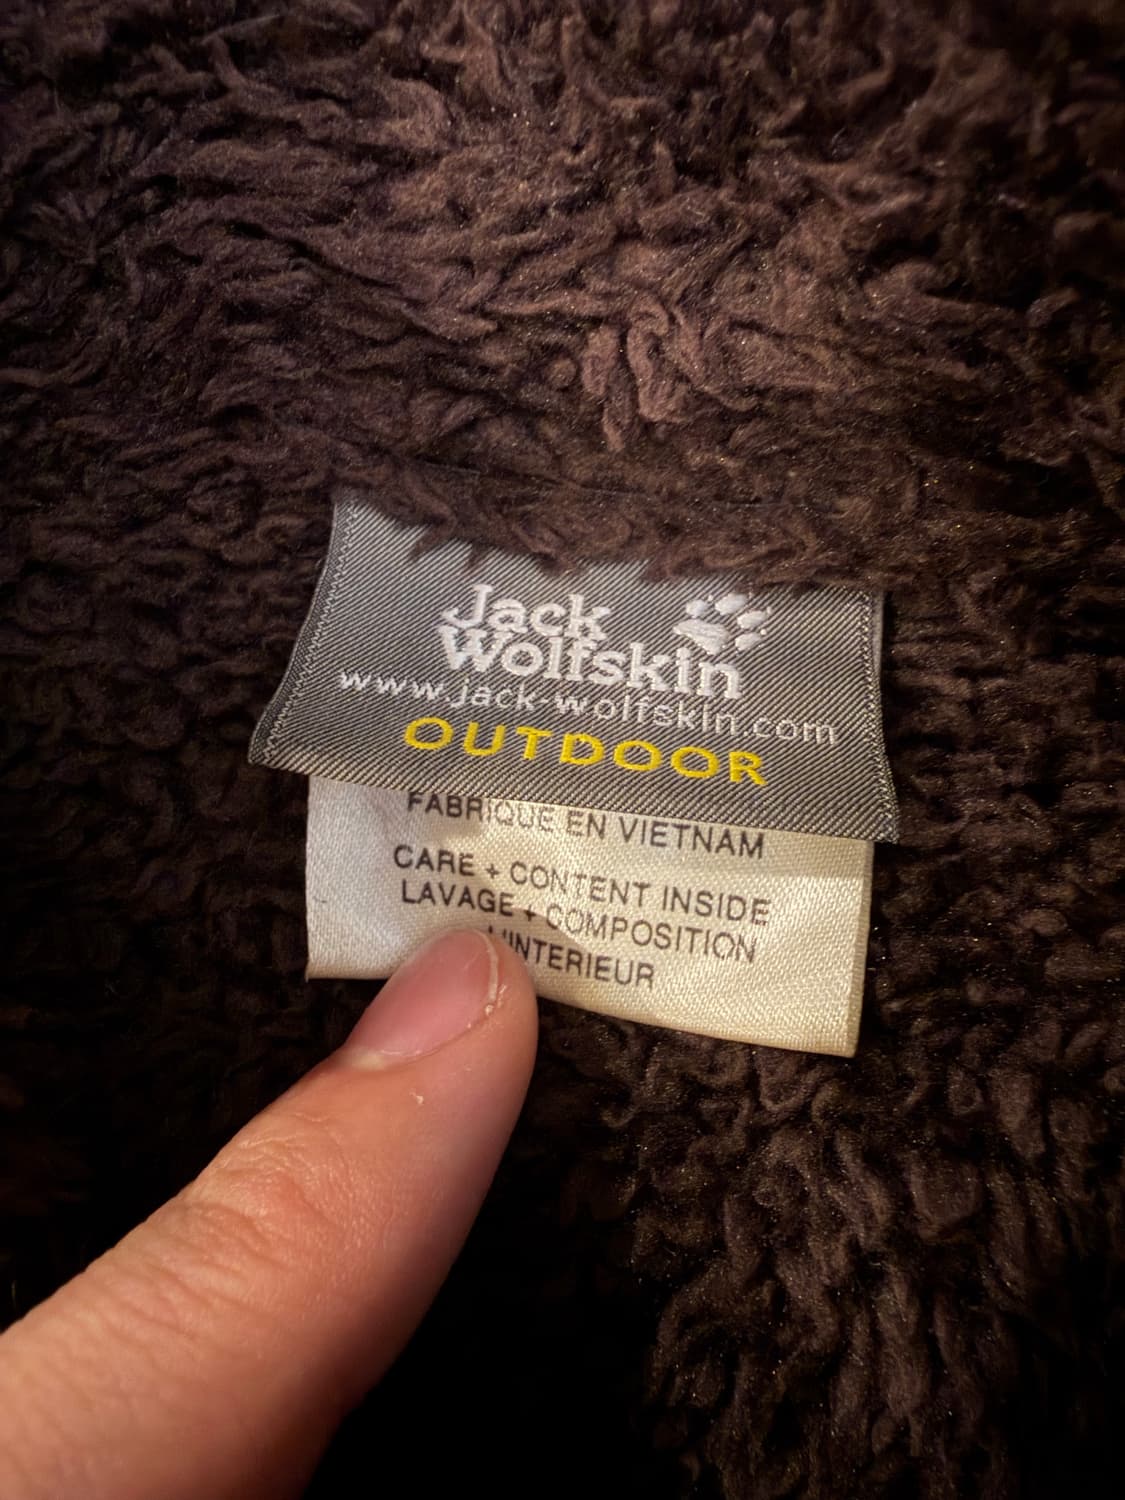 Jack
Wolfskin
www.jack-wolfskin.com
OUTDOOR
FABRIQUE EN VIETNAM
CARE + CONTENT INSIDE
LAVAGE + COMPOSITION
L'INTERIEUR